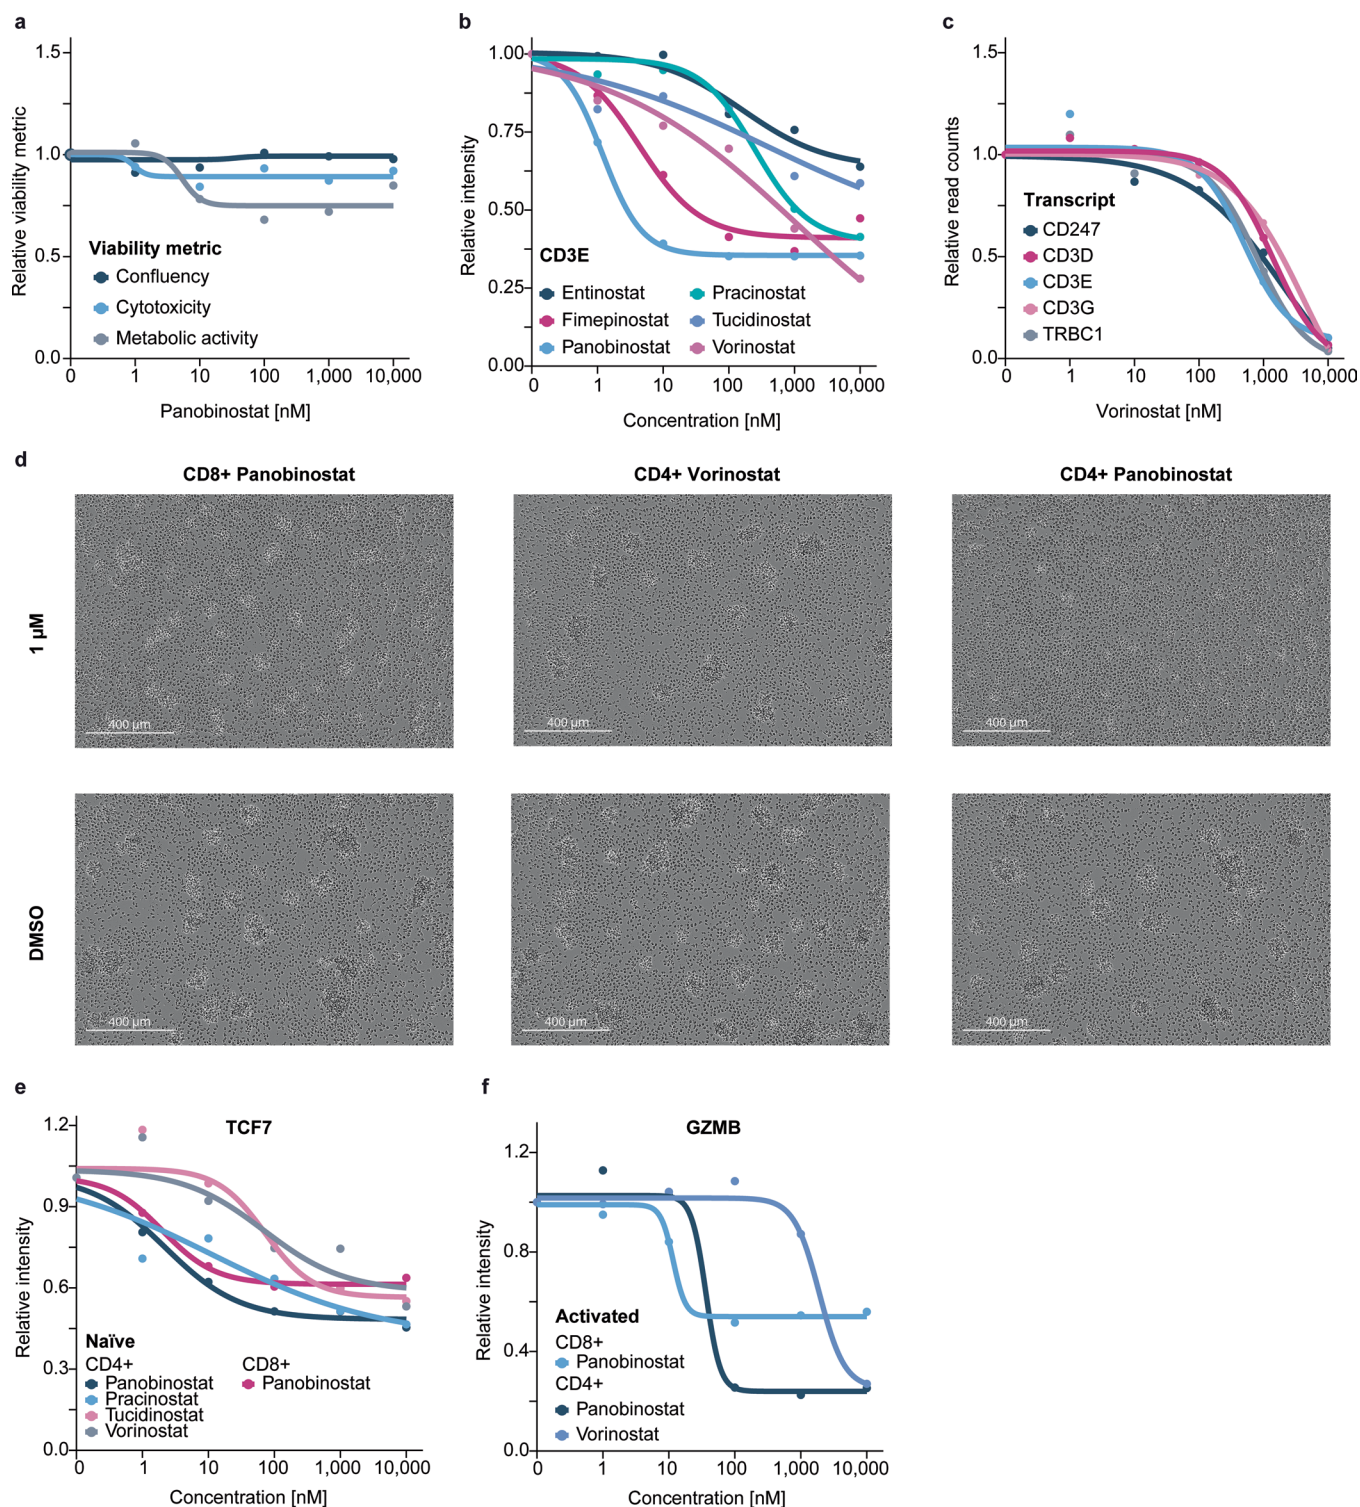 a
1.5
1.0
0.5
0.0
Relative viability metric
Viability metric
Confluency
Cytotoxicity
Metabolic activity
0 1 10 100 1,000 10,000
Panobinostat [nM]
b
1.00
0.75
0.50
0.25
0.00
Relative intensity
CD3E
Entinostat Pracinostat
Fimepinostat Tucidinostat
Panobinostat Vorinostat
0 1 10 100 1,000 10,000
Concentration [nM]
c
1.5
1.0
0.5
0.0
Relative read counts
Transcript
CD247
CD3D
CD3E
CD3G
TRBC1
0 1 10 100 1,000 10,000
Vorinostat [nM]
d
CD8+ Panobinostat CD4+ Vorinostat CD4+ Panobinostat
1 µM
400 µm 400 µm 400 µm
DMSO
400 µm 400 µm 400 µm
e
TCF7
1.2
0.9
0.6
0.3
0.0
Relative intensity
Naïve
CD4+ CD8+
Panobinostat Panobinostat
Pracinostat
Tucidinostat
Vorinostat
0 1 10 100 1,000 10,000
Concentration [nM]
f
GZMB
1.2
0.8
0.4
0.0
Relative intensity
Activated
CD8+
Panobinostat
CD4+
Panobinostat
Vorinostat
0 1 10 100 1,000 10,000
Concentration [nM]